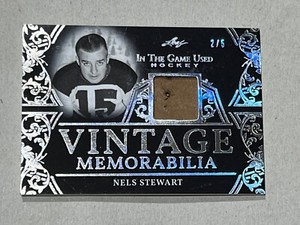 Leaf
IN THE GAME USED
HOCKEY
2/5
15
VINTAGE
MEMORABILIA
NELS STEWART